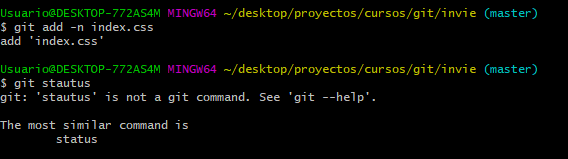 Usuario@DESKTOP-772AS4M MINGW64 ~/desktop/proyectos/cursos/git/invie (master)
$ git add -n index.css
add 'index.css'
Usuario@DESKTOP-772AS4M MINGW64 ~/desktop/proyectos/cursos/git/invie (master)
$ git stautus
git: 'stautus' is not a git command. See 'git --help'.
The most similar command is
status